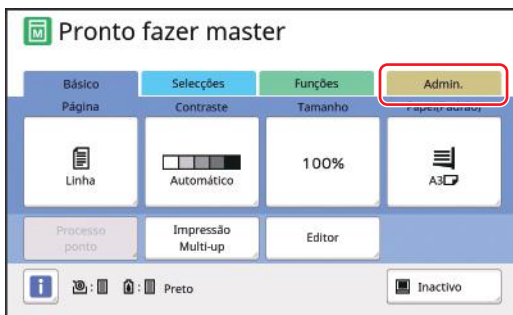 Pronto fazer master
Básico
Selecções
Funções
Admin.
Página
Contraste
Tamanho
Papel(Padrão)
Linha
Automático
100%
A3
Processo
ponto
Impressão
Multi-up
Editor
i
Preto
Inactivo